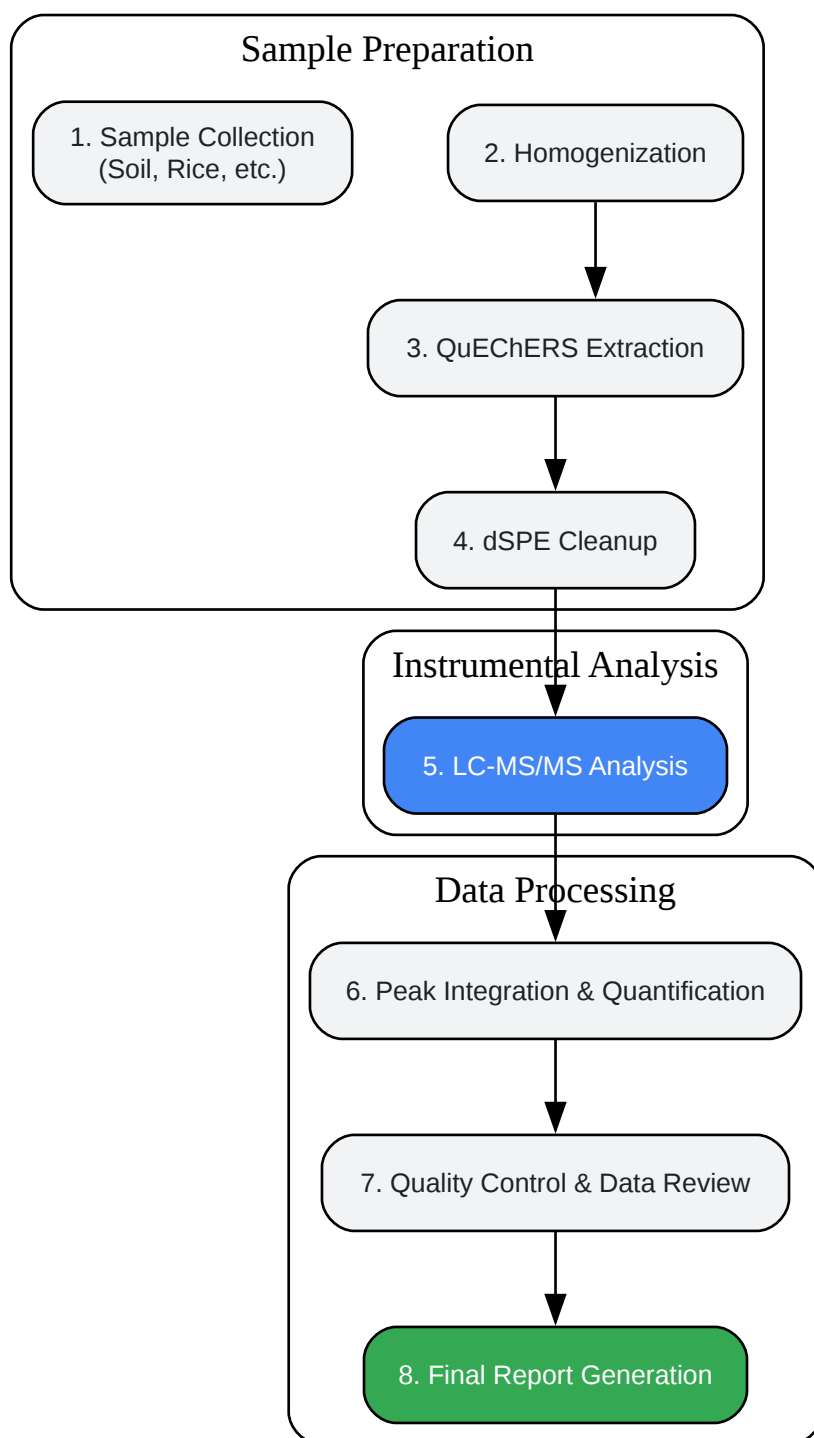 Sample Preparation
1. Sample Collection
(Soil, Rice, etc.)
2. Homogenization
3. QuEChERS Extraction
4. dSPE Cleanup
Instrumental Analysis
5. LC-MS/MS Analysis
Data Processing
6. Peak Integration & Quantification
7. Quality Control & Data Review
8. Final Report Generation